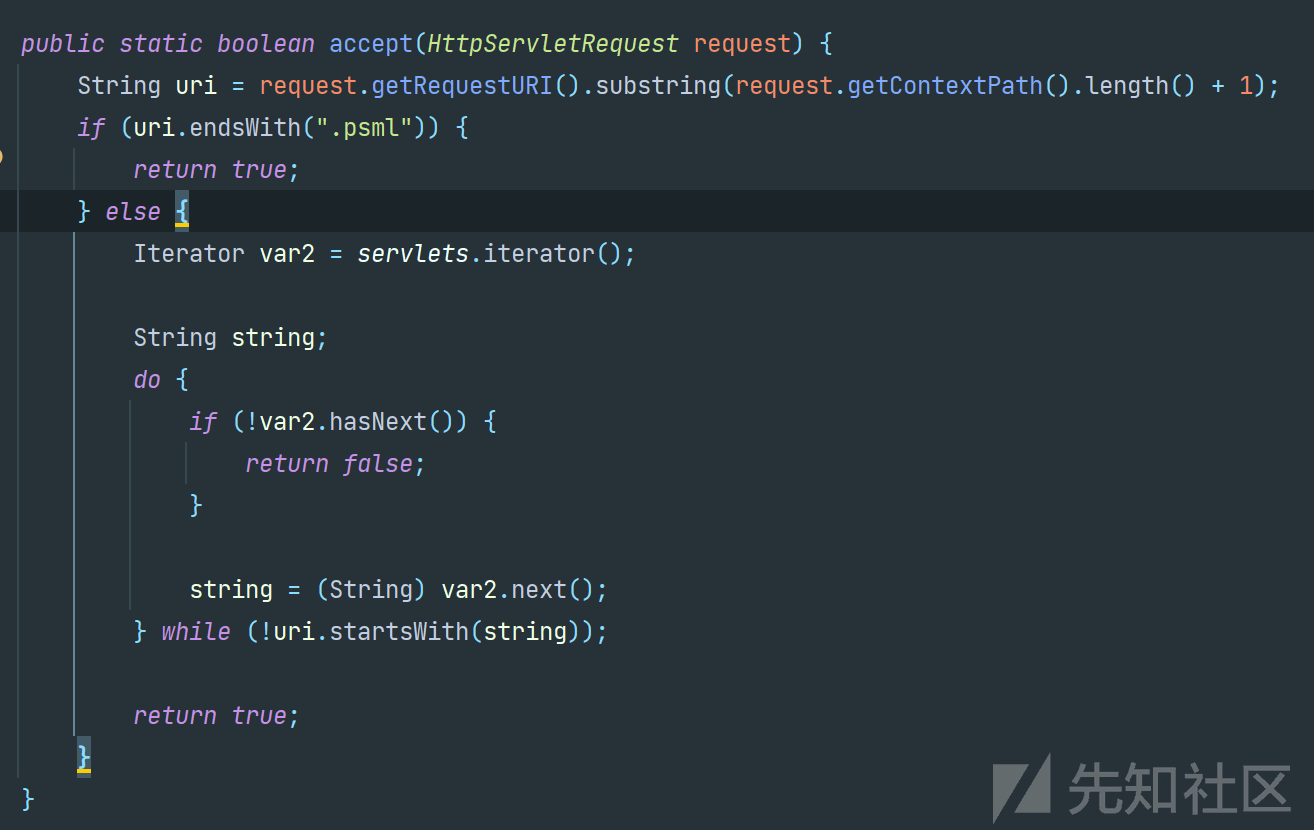 public static boolean accept(HttpServletRequest request) {
    String uri = request.getRequestURI().substring(request.getContextPath().length() + 1);
    if (uri.endsWith(".psml")) {
        return true;
    } else {
        Iterator var2 = servlets.iterator();

        String string;
        do {
            if (!var2.hasNext()) {
                return false;
            }

            string = (String) var2.next();
        } while (!uri.startsWith(string));

        return true;
    }
}
先知社区